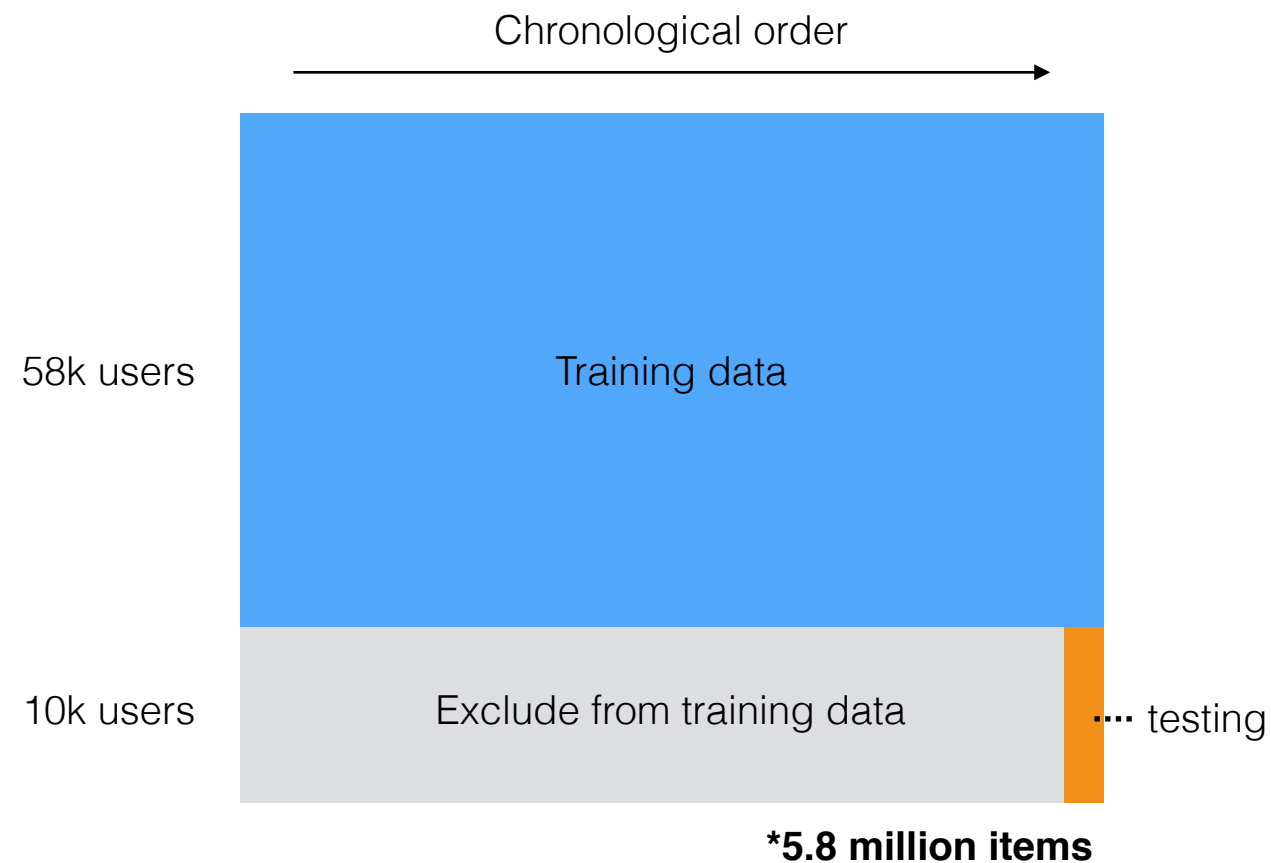 Chronological order
58k users
Training data
10k users
Exclude from training data
testing
*5.8 million items